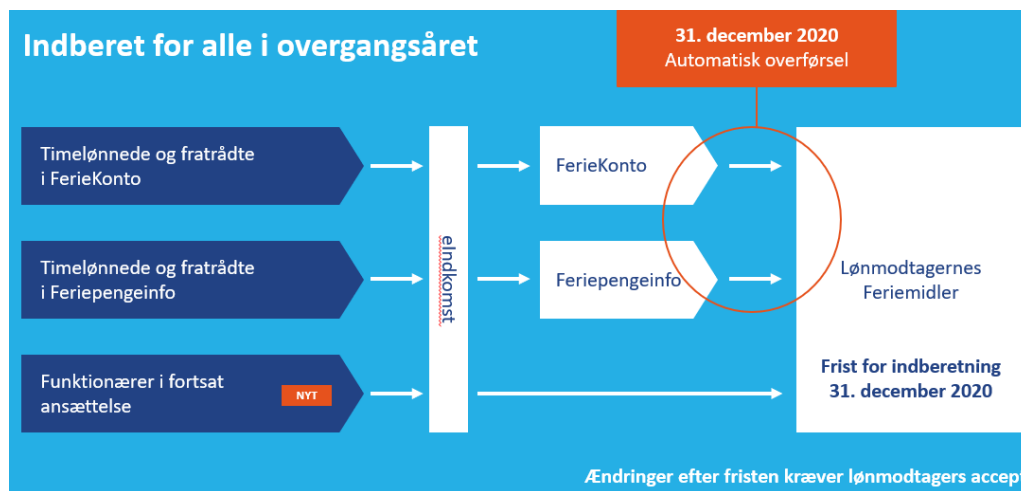 Indberet for alle i overgangsåret
31. december 2020
Automatisk overførsel
Timelønnede og fratrådte
i FerieKonto
FerieKonto
Timelønnede og fratrådte
i Feriepengeinfo
eIndkomst
Feriepengeinfo
Lønmodtagernes
Feriemidler
Funktionærer i fortsat
ansættelse
NYT
Frist for indberetning
31. december 2020
Ændringer efter fristen kræver lønmodtagers accept